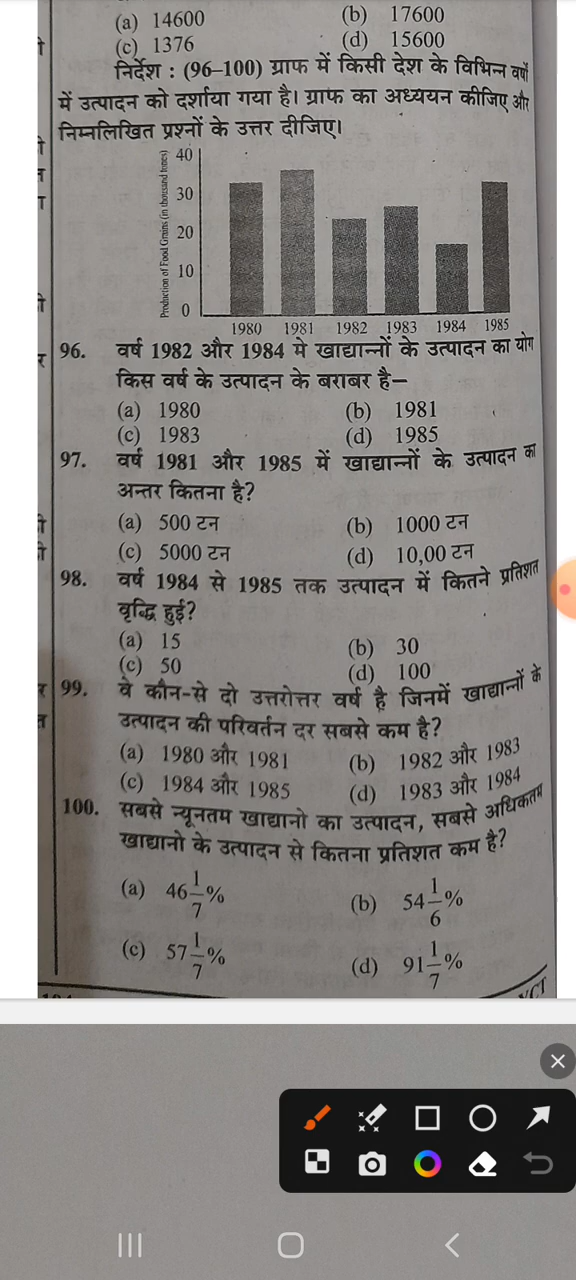 (a) 14600 (b) 17600
(c) 1376 (d) 15600
निर्देश : (96–100) ग्राफ में किसी देश के विभिन्न वर्षों
में उत्पादन को दर्शाया गया है। ग्राफ का अध्ययन कीजिए और
निम्नलिखित प्रश्नों के उत्तर दीजिए।
Production of Food Grains (in thousand tones)
40
30
20
10
0
1980 1981 1982 1983 1984 1985
96. वर्ष 1982 और 1984 मे खाद्यान्नों के उत्पादन का योग
किस वर्ष के उत्पादन के बराबर है–
(a) 1980 (b) 1981
(c) 1983 (d) 1985
97. वर्ष 1981 और 1985 में खाद्यान्नों के उत्पादन का
अन्तर कितना है?
(a) 500 टन (b) 1000 टन
(c) 5000 टन (d) 10,00 टन
98. वर्ष 1984 से 1985 तक उत्पादन में कितने प्रतिशत
वृद्धि हुई?
(a) 15 (b) 30
(c) 50 (d) 100
99. वे कौन-से दो उत्तरोत्तर वर्ष है जिनमें खाद्यान्नों के
उत्पादन की परिवर्तन दर सबसे कम है?
(a) 1980 और 1981 (b) 1982 और 1983
(c) 1984 और 1985 (d) 1983 और 1984
100. सबसे न्यूनतम खाद्यानो का उत्पादन, सबसे अधिकतम
खाद्यानो के उत्पादन से कितना प्रतिशत कम है?
(a) 46 1/7 % (b) 54 1/6 %
(c) 57 1/7 % (d) 91 1/7 %
YCT